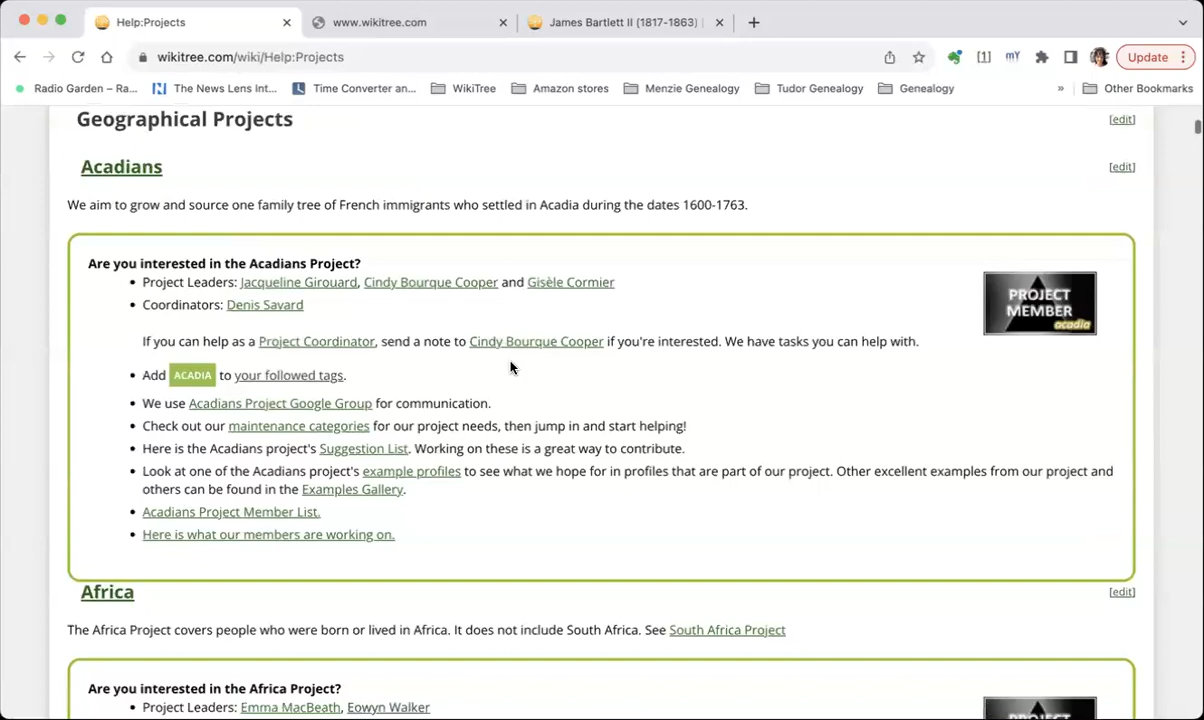 Help:Projects
www.wikitree.com
James Bartlett II (1817-1863) |
wikitree.com/wiki/Help:Projects
[1]
mY
Update
Radio Garden – Ra...
The News Lens Int...
Time Converter an...
WikiTree
Amazon stores
Menzie Genealogy
Tudor Genealogy
Genealogy
»
Other Bookmarks
Geographical Projects
[edit]
Acadians
[edit]
We aim to grow and source one family tree of French immigrants who settled in Acadia during the dates 1600-1763.
Are you interested in the Acadians Project?
• Project Leaders: Jacqueline Girouard, Cindy Bourque Cooper and Gisèle Cormier
• Coordinators: Denis Savard
If you can help as a Project Coordinator, send a note to Cindy Bourque Cooper if you're interested. We have tasks you can help with.
• Add ACADIA to your followed tags.
• We use Acadians Project Google Group for communication.
• Check out our maintenance categories for our project needs, then jump in and start helping!
• Here is the Acadians project's Suggestion List. Working on these is a great way to contribute.
• Look at one of the Acadians project's example profiles to see what we hope for in profiles that are part of our project. Other excellent examples from our project and
others can be found in the Examples Gallery.
• Acadians Project Member List.
• Here is what our members are working on.
PROJECT
MEMBER
acadia
Africa
[edit]
The Africa Project covers people who were born or lived in Africa. It does not include South Africa. See South Africa Project
Are you interested in the Africa Project?
• Project Leaders: Emma MacBeath, Eowyn Walker
PROJECT